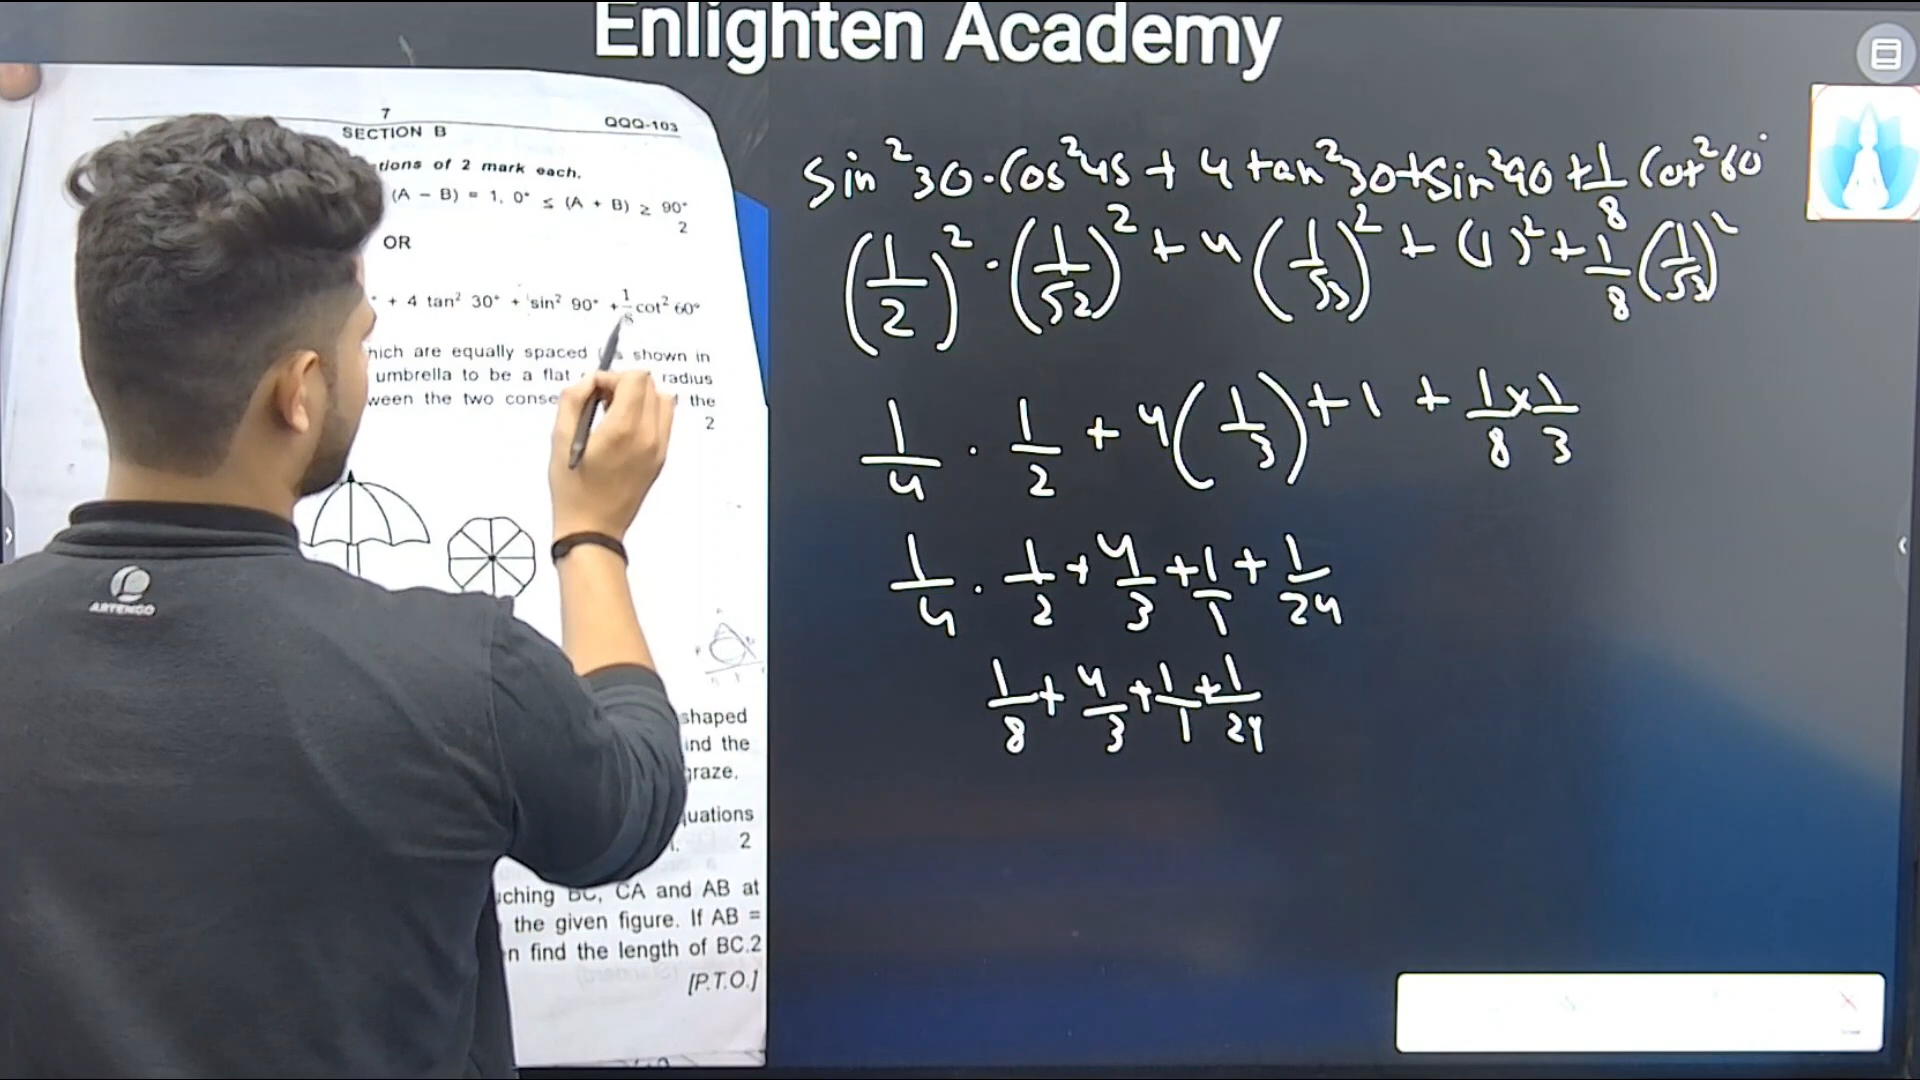 Enlighten Academy
7
QQQ-103
SECTION B
tions of 2 mark each.
(A − B) = 1, 0° ≤ (A + B) ≥ 90°
2
OR
° + 4 tan² 30° + sin² 90° + 1/8 cot² 60°
hich are equally spaced shown in
umbrella to be a flat radius
ween the two conse the
2
shaped
ind the
graze.
uations
2
ching BC, CA and AB at
the given figure. If AB =
n find the length of BC.2
[P.T.O.]
ARTENGO
sin²30·Cos²45 + 4 tan²30+sin²90 + 1/8 Cot²60°
(1/2)²·(1/√2)² + 4(1/√3)² + (1)² + 1/8(1/√3)²
1/4 · 1/2 + 4(1/3) + 1 + 1/8 × 1/3
1/4 · 1/2 + 4/3 + 1/1 + 1/24
1/8 + 4/3 + 1/1 + 1/24